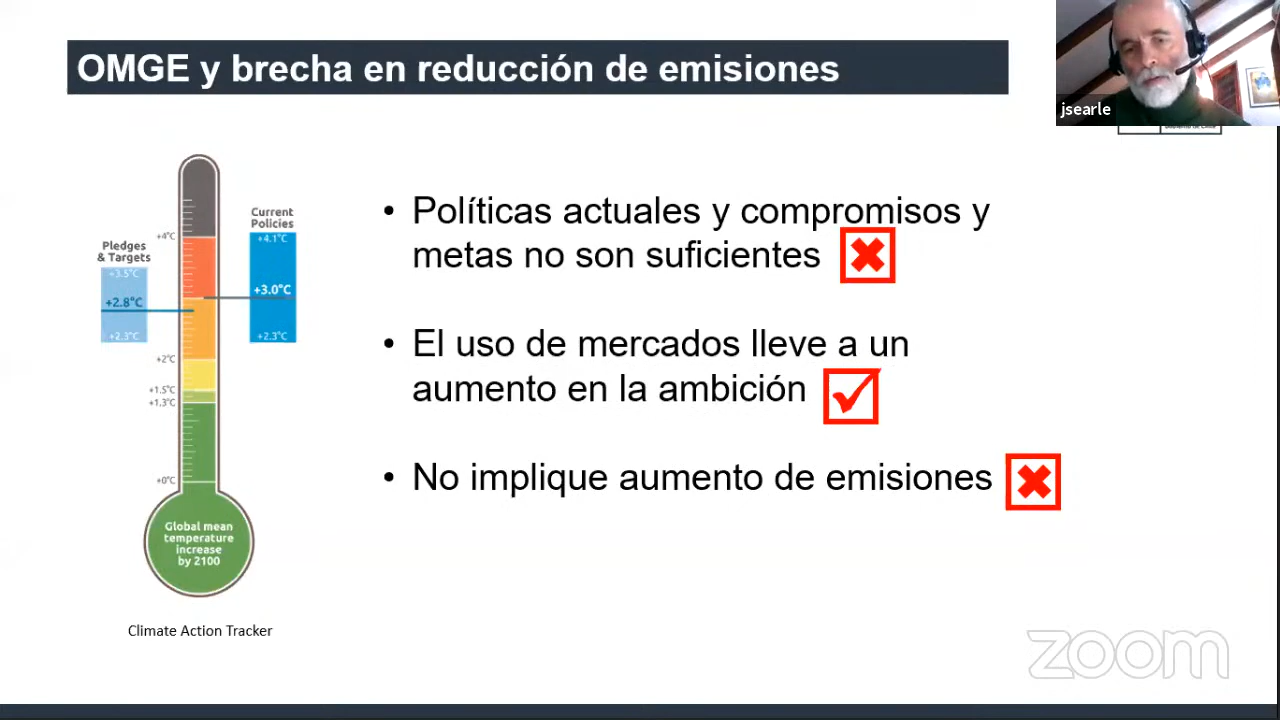 OMGE y brecha en reducción de emisiones
jsearle
Gobierno de Chile
Current
Policies
+4.1°C
+3.0°C
+2.3°C
Pledges
& Targets
+3.5°C
+2.8°C
+2.3°C
+4°C
+2°C
+1.5°C
+1.3°C
+0°C
Global mean
temperature
increase
by 2100
Climate Action Tracker
• Políticas actuales y compromisos y
metas no son suficientes
• El uso de mercados lleve a un
aumento en la ambición
• No implique aumento de emisiones
zoom